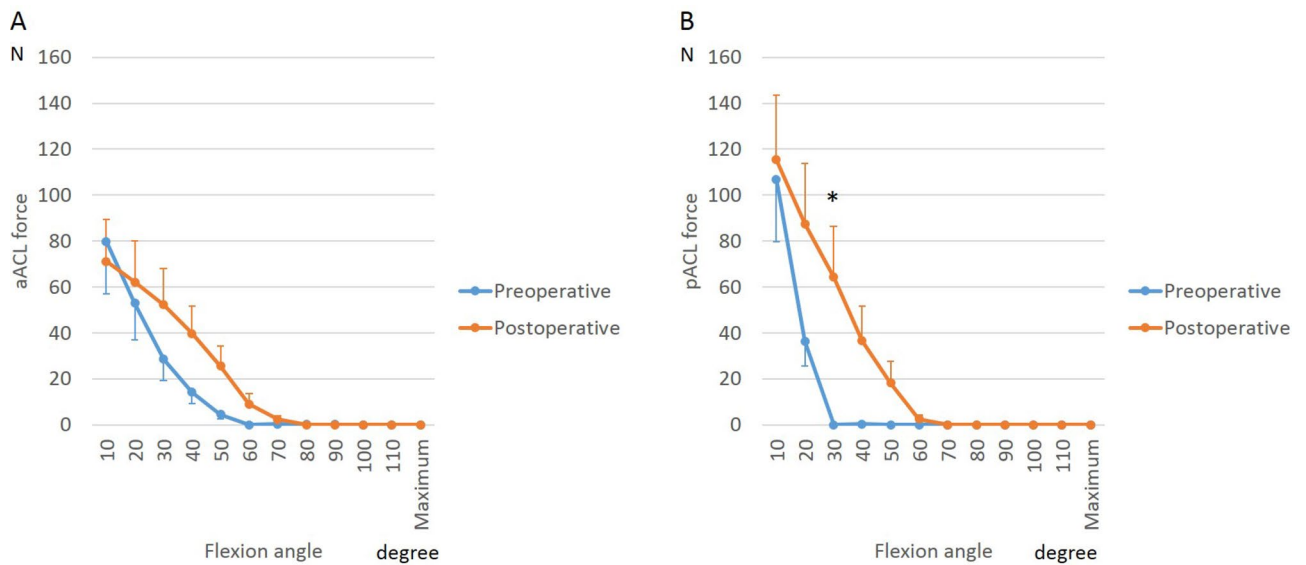 A
N
160
140
120
100
80
60
40
20
0
aACL force
10
20
30
40
50
60
70
80
90
100
110
Maximum
Flexion angle
degree
Preoperative
Postoperative
B
N
160
140
120
100
80
60
40
20
0
pACL force
*
10
20
30
40
50
60
70
80
90
100
110
Maximum
Flexion angle
degree
Preoperative
Postoperative